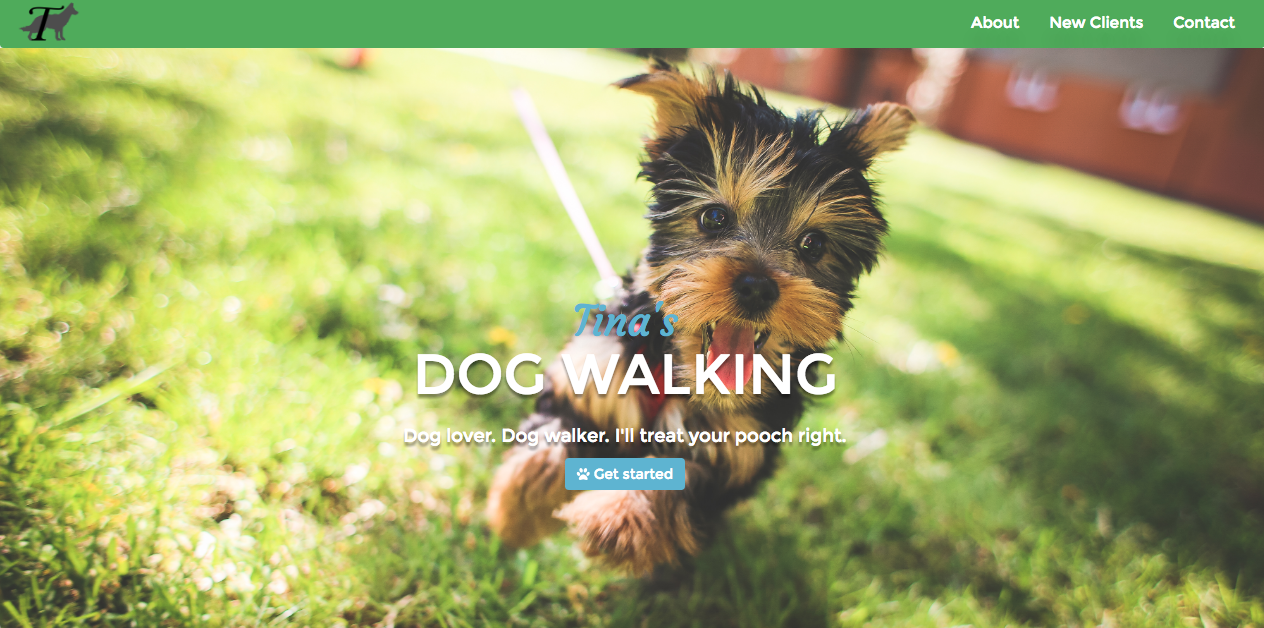 T
About New Clients Contact
Tina's
DOG WALKING
Dog lover. Dog walker. I'll treat your pooch right.
Get started